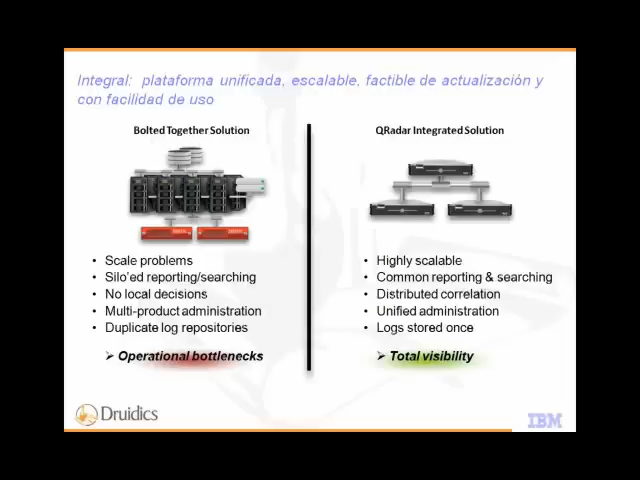 Integral: plataforma unificada, escalable, factible de actualización y
con facilidad de uso
Bolted Together Solution
• Scale problems
• Silo'ed reporting/searching
• No local decisions
• Multi-product administration
• Duplicate log repositories
➢ Operational bottlenecks
QRadar Integrated Solution
• Highly scalable
• Common reporting & searching
• Distributed correlation
• Unified administration
• Logs stored once
➢ Total visibility
Druidics
IBM